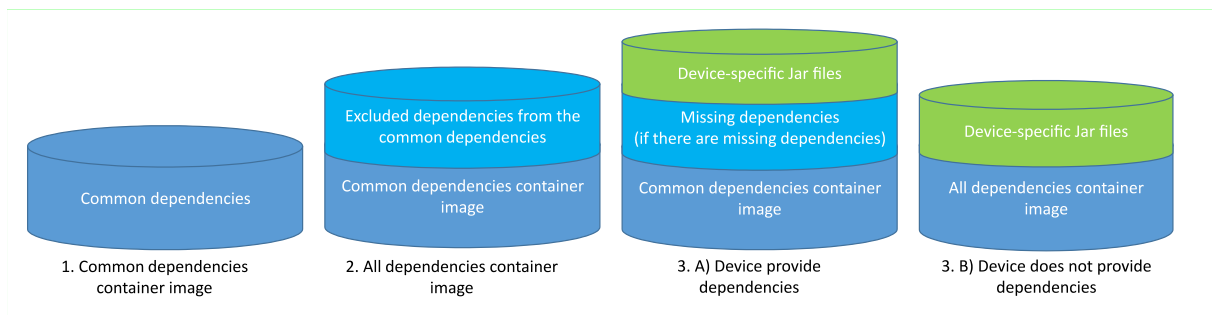 Common dependencies
1. Common dependencies
container image
Excluded dependencies from the
common dependencies
Common dependencies container
image
2. All dependencies container
image
Device-specific Jar files
Missing dependencies
(if there are missing dependencies)
Common dependencies container
image
3. A) Device provide
dependencies
Device-specific Jar files
All dependencies container
image
3. B) Device does not provide
dependencies